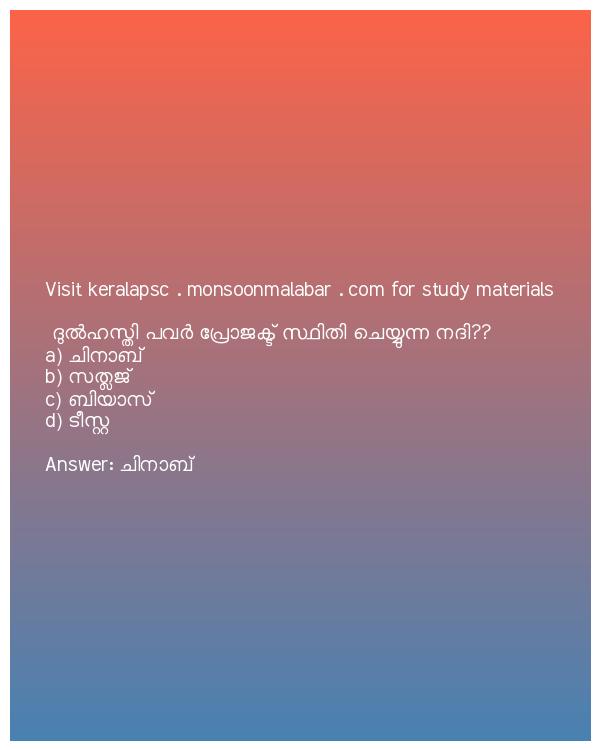 Visit keralapsc . monsoonmalabar . com for study materials
ദുൽഹസ്തി പവർ പ്രോജക്ട് സ്ഥിതി ചെയ്യുന്ന നദി??
a) ചിനാബ്
b) സത്ലജ്
c) ബിയാസ്
d) ടീസ്റ്റ
Answer: ചിനാബ്